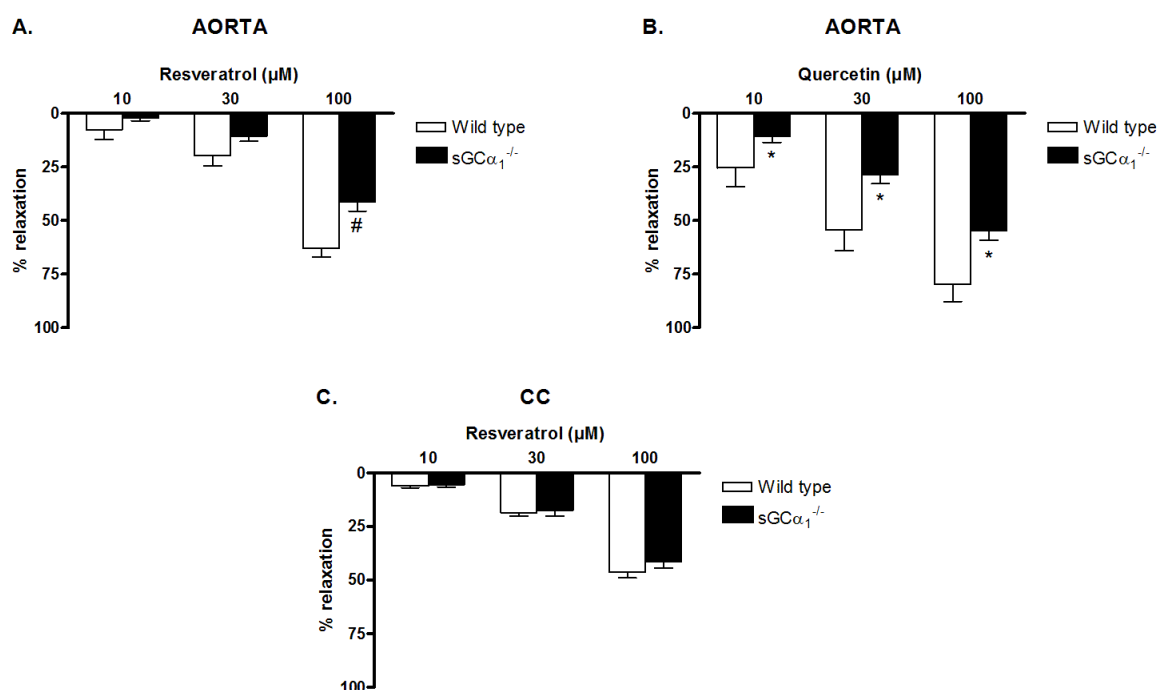 A. AORTA
Resveratrol (µM)
10 30 100
0
25
50
75
100
% relaxation
#
Wild type
sGCα₁⁻/⁻
B. AORTA
Quercetin (µM)
10 30 100
0
25
50
75
100
% relaxation
* * *
Wild type
sGCα₁⁻/⁻
C. CC
Resveratrol (µM)
10 30 100
0
25
50
75
100
% relaxation
Wild type
sGCα₁⁻/⁻